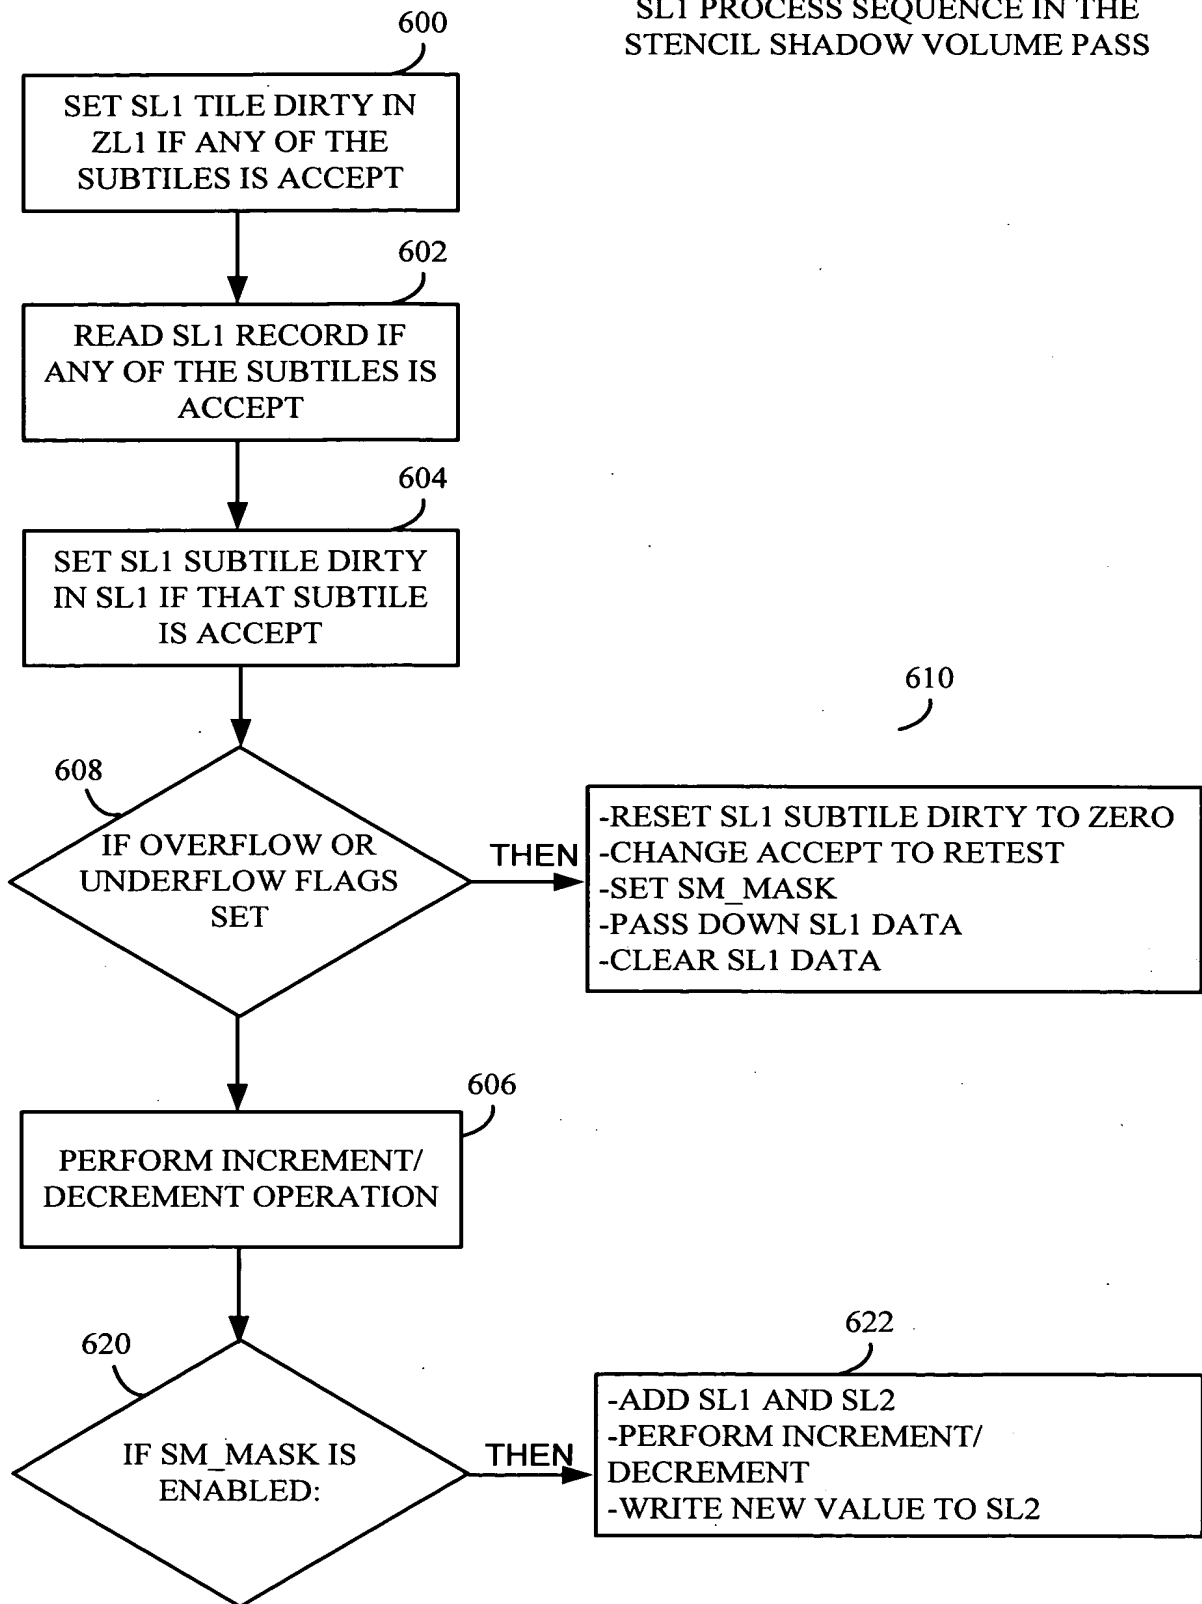 SL1 PROCESS SEQUENCE IN THE
STENCIL SHADOW VOLUME PASS
600
SET SL1 TILE DIRTY IN
ZL1 IF ANY OF THE
SUBTILES IS ACCEPT
602
READ SL1 RECORD IF
ANY OF THE SUBTILES IS
ACCEPT
604
SET SL1 SUBTILE DIRTY
IN SL1 IF THAT SUBTILE
IS ACCEPT
608
IF OVERFLOW OR
UNDERFLOW FLAGS
SET
THEN
610
-RESET SL1 SUBTILE DIRTY TO ZERO
-CHANGE ACCEPT TO RETEST
-SET SM_MASK
-PASS DOWN SL1 DATA
-CLEAR SL1 DATA
606
PERFORM INCREMENT/
DECREMENT OPERATION
620
IF SM_MASK IS
ENABLED:
THEN
622
-ADD SL1 AND SL2
-PERFORM INCREMENT/
DECREMENT
-WRITE NEW VALUE TO SL2